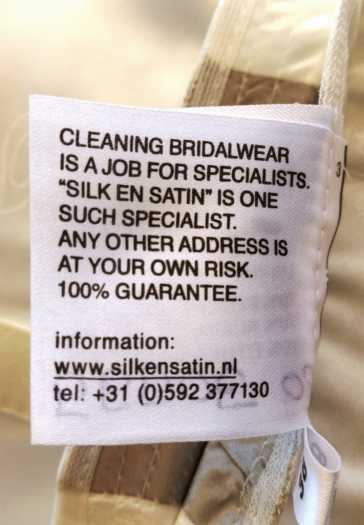 CLEANING BRIDALWEAR
IS A JOB FOR SPECIALISTS.
"SILK EN SATIN" IS ONE
SUCH SPECIALIST.
ANY OTHER ADDRESS IS
AT YOUR OWN RISK.
100% GUARANTEE.
information:
www.silkensatin.nl
tel: +31 (0)592 377130